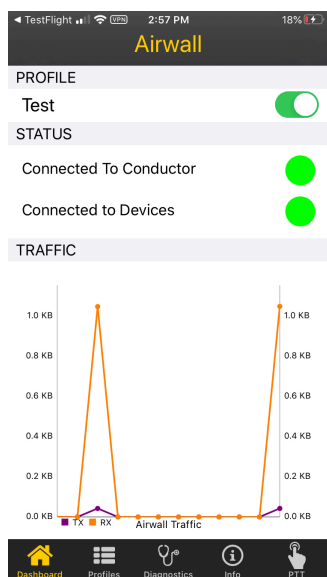 ◀ TestFlight VPN 2:57 PM 18%
Airwall
PROFILE
Test
STATUS
Connected To Conductor
Connected to Devices
TRAFFIC
1.0 KB 1.0 KB
0.8 KB 0.8 KB
0.6 KB 0.6 KB
0.4 KB 0.4 KB
0.2 KB 0.2 KB
0.0 KB 0.0 KB
TX RX Airwall Traffic
Dashboard Profiles Diagnostics Info PTT